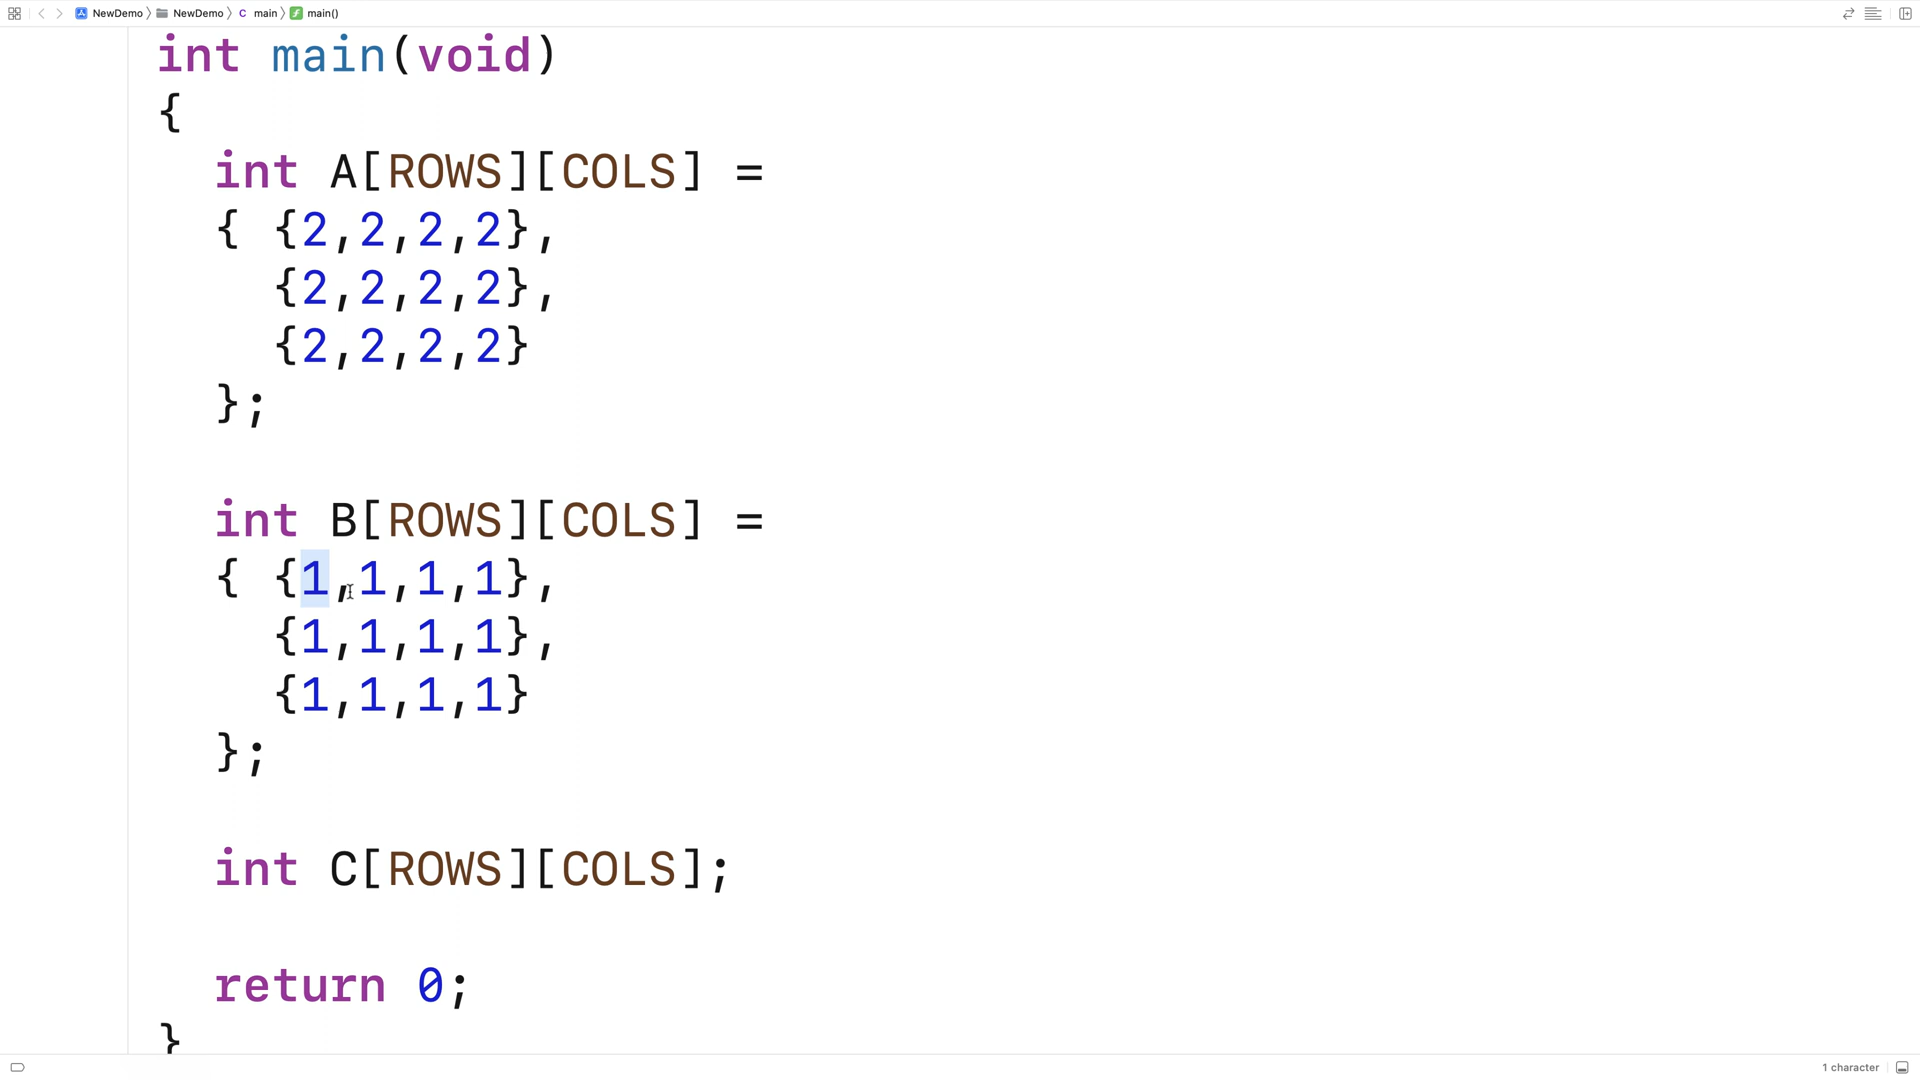 NewDemo 〉 NewDemo 〉 C main 〉 f main()
int main(void)
{
int A[ROWS][COLS] =
{ {2,2,2,2},
{2,2,2,2},
{2,2,2,2}
};
int B[ROWS][COLS] =
{ {1,1,1,1},
{1,1,1,1},
{1,1,1,1}
};
int C[ROWS][COLS];
return 0;
}
1 character